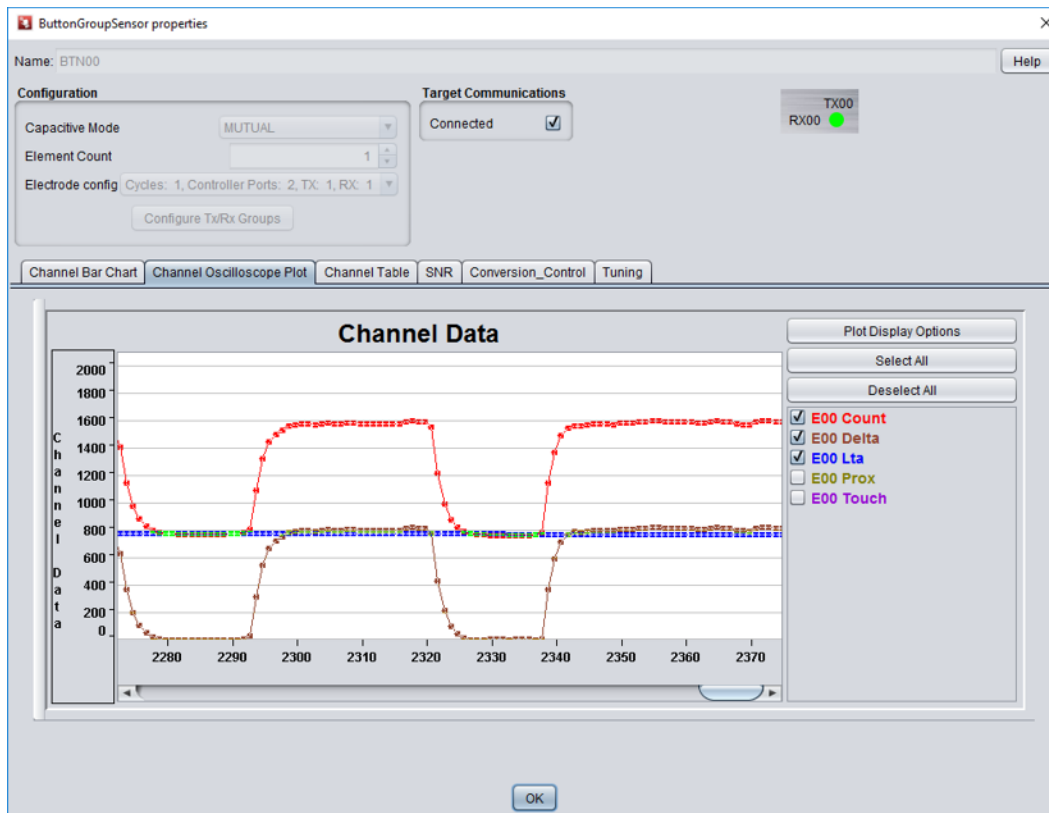 ButtonGroupSensor properties
Name: BTN00
Help
Configuration
Capacitive Mode
MUTUAL
Element Count
1
Electrode config
Cycles: 1, Controller Ports: 2, TX: 1, RX: 1
Configure Tx/Rx Groups
Target Communications
Connected
TX00
RX00
Channel Bar Chart
Channel Oscilloscope Plot
Channel Table
SNR
Conversion_Control
Tuning
Channel Data
Channel Data
2000
1800
1600
1400
1200
1000
800
600
400
200
0
2280 2290 2300 2310 2320 2330 2340 2350 2360 2370
Plot Display Options
Select All
Deselect All
E00 Count
E00 Delta
E00 Lta
E00 Prox
E00 Touch
OK